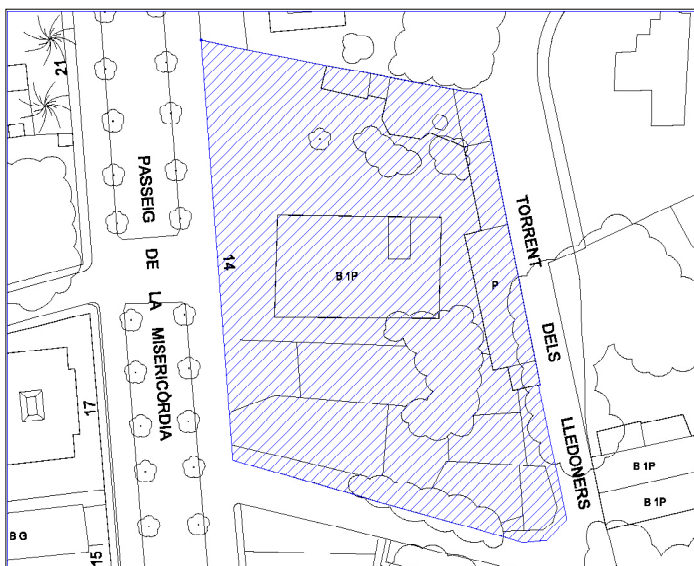 21
PASSEIG DE LA MISERICÒRDIA
14
B 1P
TORRENT DELS LLEDONERS
P
17
B G
15
B 1P
B 1P